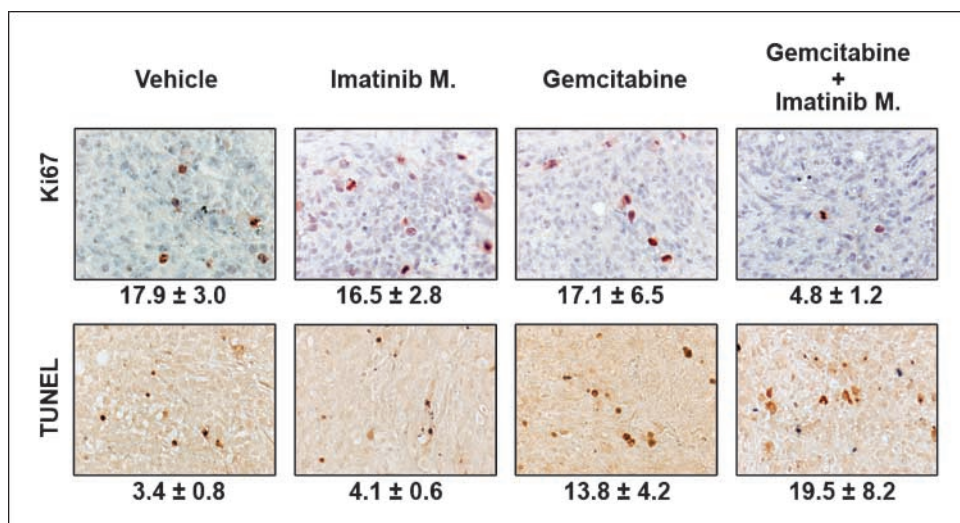 Vehicle
Imatinib M.
Gemcitabine
Gemcitabine
+
Imatinib M.
Ki67
17.9 ± 3.0
16.5 ± 2.8
17.1 ± 6.5
4.8 ± 1.2
TUNEL
3.4 ± 0.8
4.1 ± 0.6
13.8 ± 4.2
19.5 ± 8.2